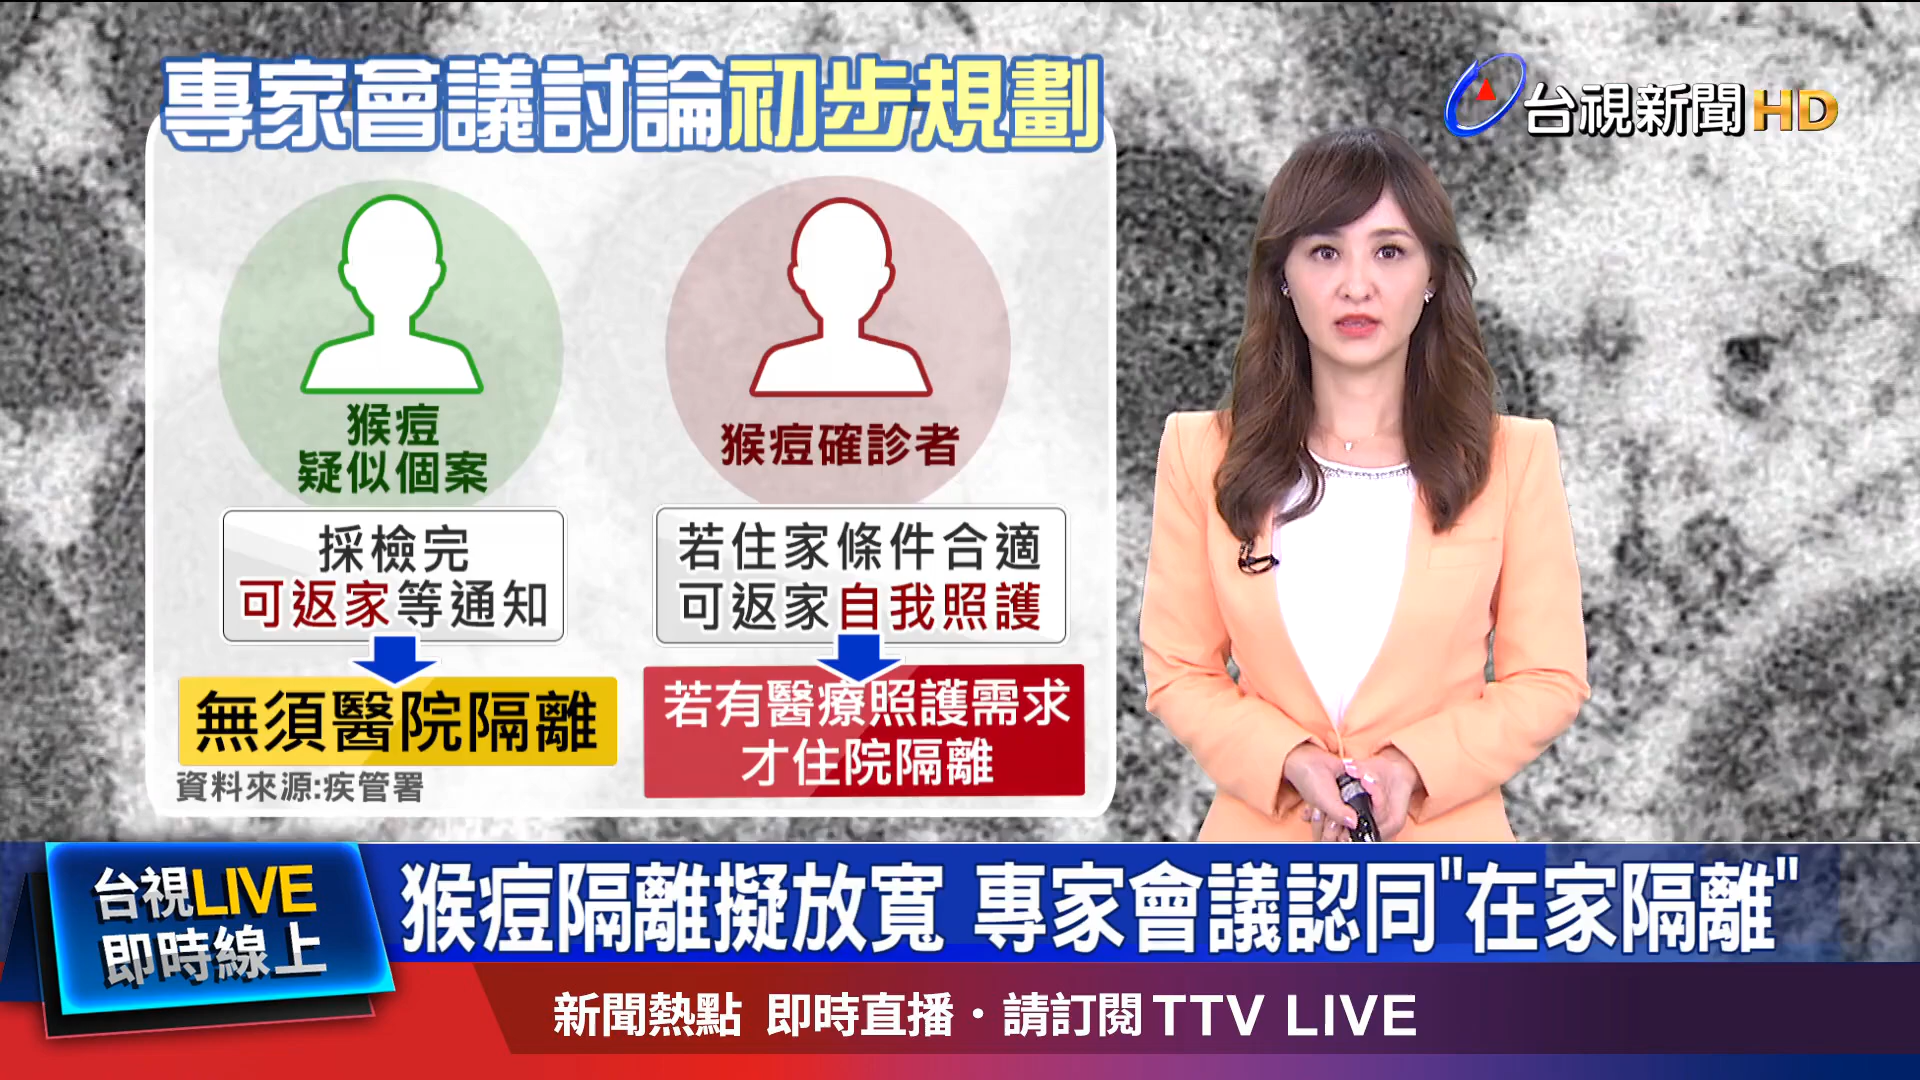 專家會議討論初步規劃
台視新聞HD
猴痘
疑似個案
採檢完
可返家等通知
無須醫院隔離
資料來源:疾管署
猴痘確診者
若住家條件合適
可返家自我照護
若有醫療照護需求
才住院隔離
台視LIVE
即時線上
猴痘隔離擬放寬 專家會議認同"在家隔離"
新聞熱點 即時直播·請訂閱TTV LIVE